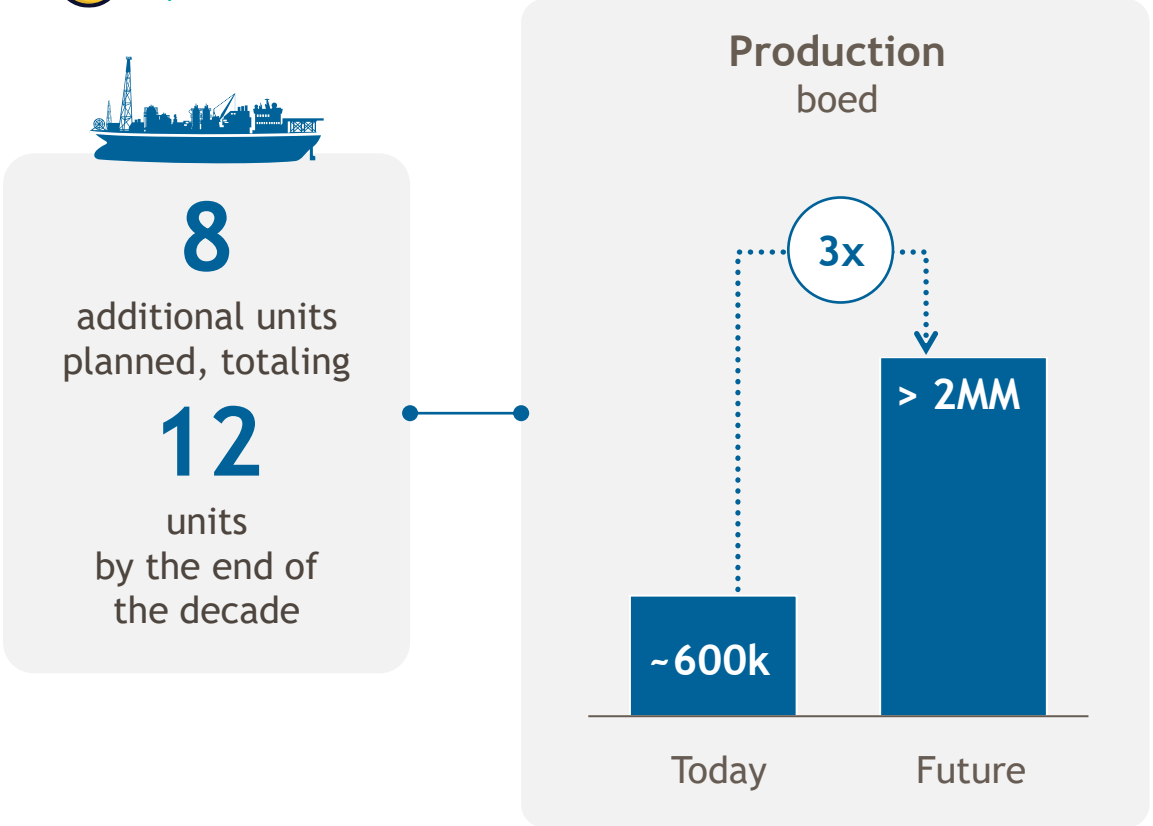 8
additional units
planned, totaling
12
units
by the end of
the decade
Production
boed
3x
> 2MM
~600k
Today
Future